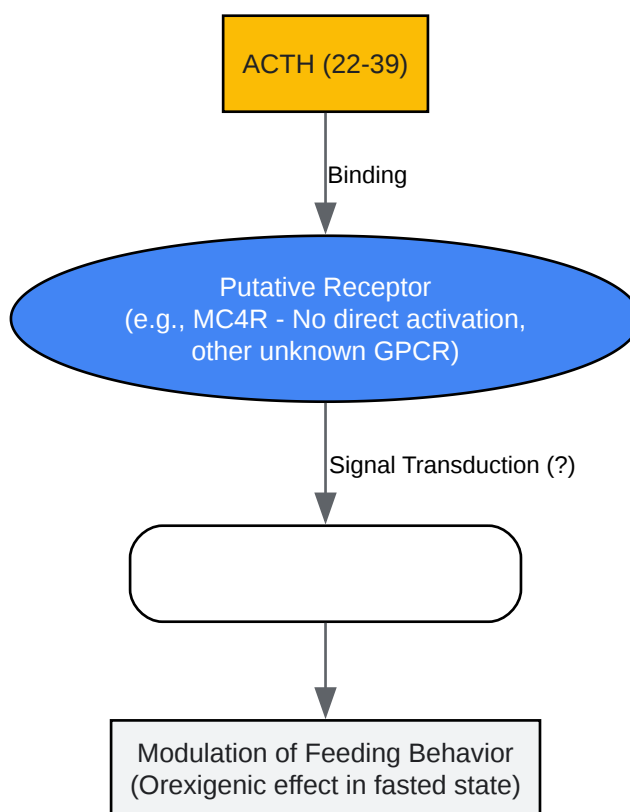 ACTH (22-39)
Binding
Putative Receptor
(e.g., MC4R - No direct activation,
other unknown GPCR)
Signal Transduction (?)
Modulation of Feeding Behavior
(Orexigenic effect in fasted state)